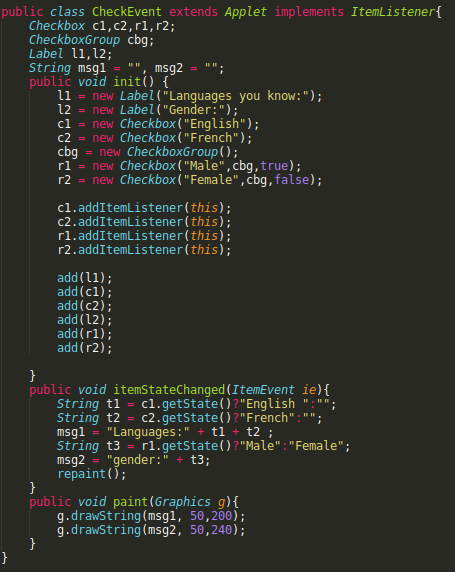 public class CheckEvent extends Applet implements ItemListener{
    Checkbox c1,c2,r1,r2;
    CheckboxGroup cbg;
    Label l1,l2;
    String msg1 = "", msg2 = "";
    public void init() {
        l1 = new Label("Languages you know:");
        l2 = new Label("Gender:");
        c1 = new Checkbox("English");
        c2 = new Checkbox("French");
        cbg = new CheckboxGroup();
        r1 = new Checkbox("Male",cbg,true);
        r2 = new Checkbox("Female",cbg,false);

        c1.addItemListener(this);
        c2.addItemListener(this);
        r1.addItemListener(this);
        r2.addItemListener(this);

        add(l1);
        add(c1);
        add(c2);
        add(l2);
        add(r1);
        add(r2);

    }
    public void itemStateChanged(ItemEvent ie){
        String t1 = c1.getState()?"English ":"";
        String t2 = c2.getState()?"French":"";
        msg1 = "Languages:" + t1 + t2 ;
        String t3 = r1.getState()?"Male":"Female";
        msg2 = "gender:" + t3;
        repaint();
    }
    public void paint(Graphics g){
        g.drawString(msg1, 50,200);
        g.drawString(msg2, 50,240);
    }
}